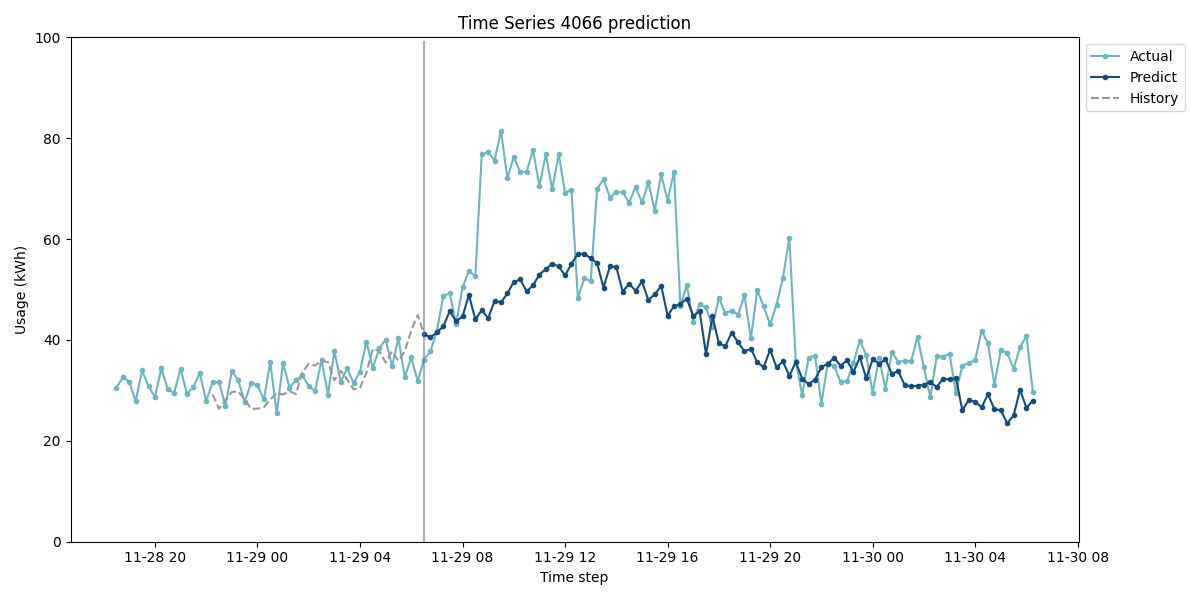 Time Series 4066 prediction
Usage (kWh)
100
80
60
40
20
0
11-28 20
11-29 00
11-29 04
11-29 08
11-29 12
11-29 16
11-29 20
11-30 00
11-30 04
11-30 08
Time step
Actual
Predict
History